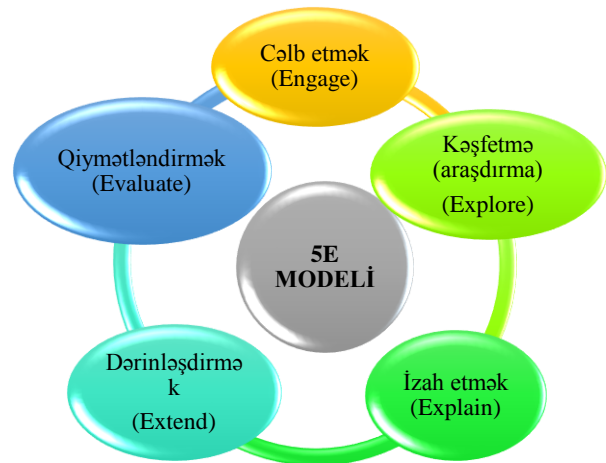 Cəlb etmək
(Engage)
Kəşfetmə
(araşdırma)
(Explore)
İzah etmək
(Explain)
Dərinləşdirmə
k
(Extend)
Qiymətləndirmək
(Evaluate)
5E
MODELİ